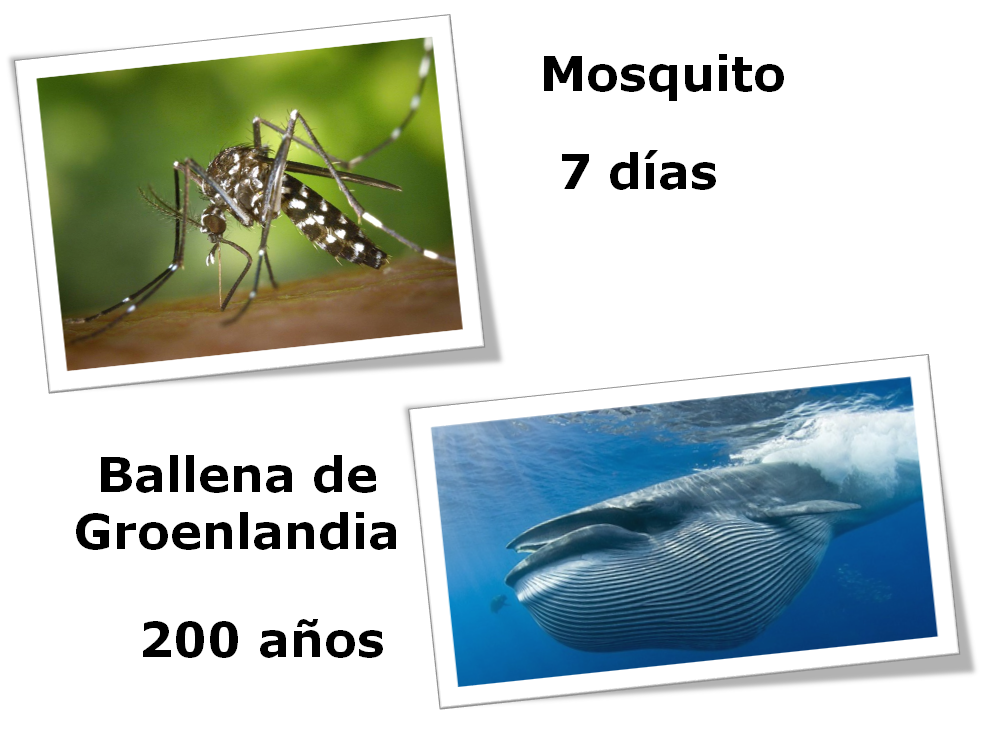 Mosquito
7 días
Ballena de
Groenlandia
200 años